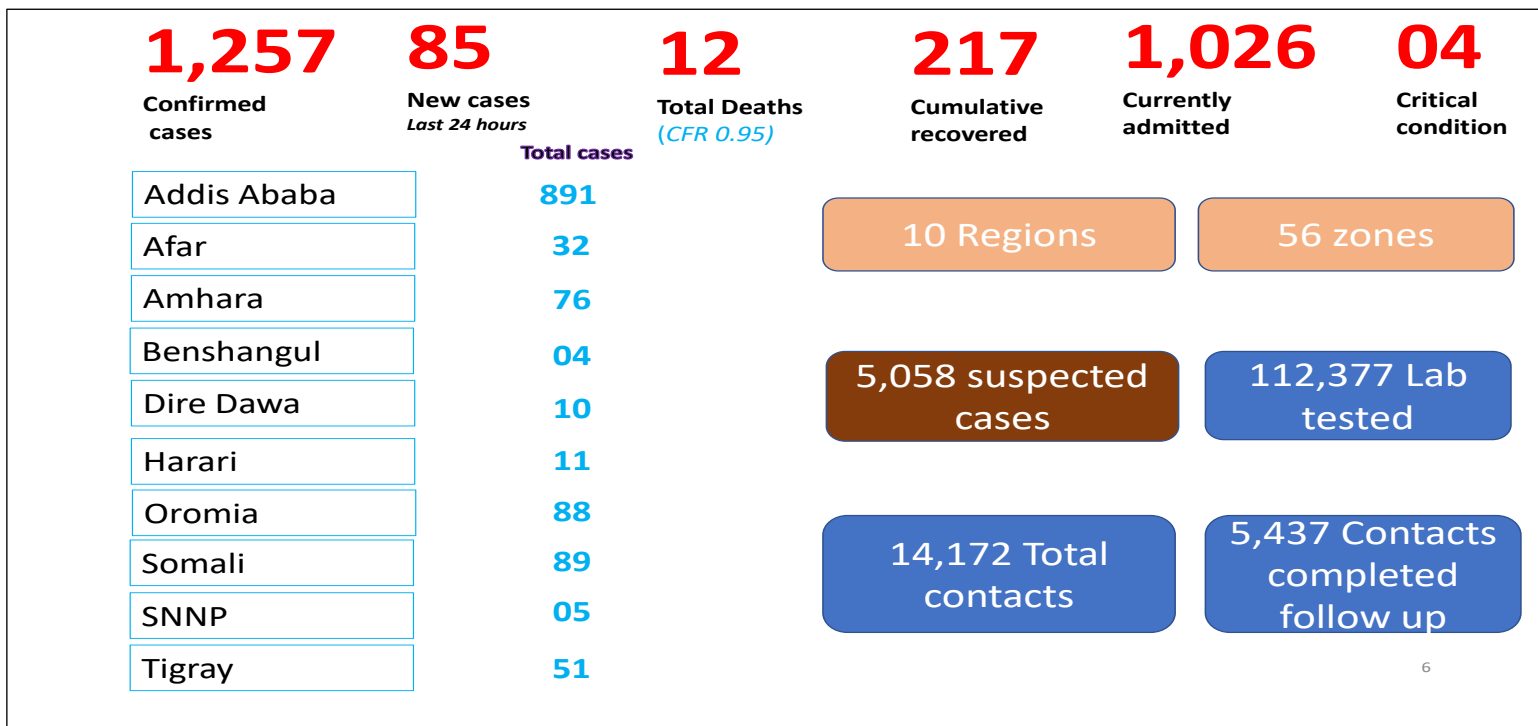 1,257 85 12 217 1,026 04
Confirmed
cases
New cases
Last 24 hours
Total Deaths
(CFR 0.95)
Cumulative
recovered
Currently
admitted
Critical
condition
Total cases
Addis Ababa 891
Afar 32
Amhara 76
Benshangul 04
Dire Dawa 10
Harari 11
Oromia 88
Somali 89
SNNP 05
Tigray 51
10 Regions
56 zones
5,058 suspected
cases
112,377 Lab
tested
14,172 Total
contacts
5,437 Contacts
completed
follow up
6